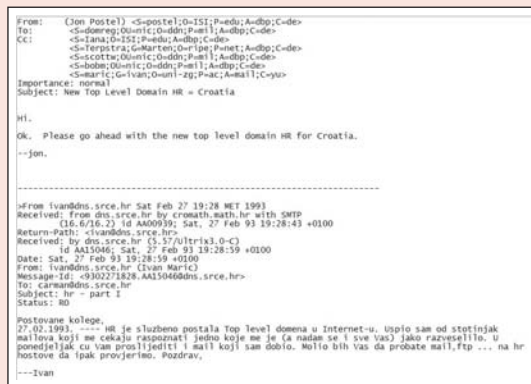 From: (Jon Postel) <S=postel;O=ISI;P=edu;A=dbp;C=de>
To: <S=domreg;OU=nic;O=ddn;P=mil;A=dbp;C=de>
Cc: <S=Iana;O=ISI;P=edu;A=dbp;C=de>
<S=Terpstra;G=Marten;O=ripe;P=net;A=dbp;C=de>
<S=scottw;OU=nic;O=ddn;P=mil;A=dbp;C=de>
<S=bobm;OU=nic;O=ddn;P=mil;A=dbp;C=de>
<S=maric;G=ivan;O=uni-zg;P=ac;A=mail;C=yu>
Importance: normal
Subject: New Top Level Domain HR = Croatia
Hi.
Ok. Please go ahead with the new top level domain HR for Croatia.
--jon.
----------------------------------------------------------------------
>From ivan@dns.srce.hr Sat Feb 27 19:28 MET 1993
Received: from dns.srce.hr by cromath.math.hr with SMTP
(16.6/16.2) id AA00939; Sat, 27 Feb 93 19:28:43 +0100
Return-Path: <ivan@dns.srce.hr>
Received: by dns.srce.hr (5.57/Ultrix3.0-C)
id AA15046; Sat, 27 Feb 93 19:28:59 +0100
Date: Sat, 27 Feb 93 19:28:59 +0100
From: ivan@dns.srce.hr (Ivan Maric)
Message-Id: <9302271828.AA15046@dns.srce.hr>
To: carman@dns.srce.hr
Subject: hr - part I
Status: RO
Postovane kolege,
27.02.1993. ---- HR je sluzbeno postala Top level domena u Internet-u. Uspio sam od stotinjak
mailova koji me cekaju raspoznati jedno koje me je (a nadam se i sve Vas) jako razveselilo. U
ponedjeljak cu Vam proslijediti i mail koji sam dobio. Molio bih Vas da probate mail,ftp ... na hr
hostove da ipak provjerimo. Pozdrav,
---Ivan